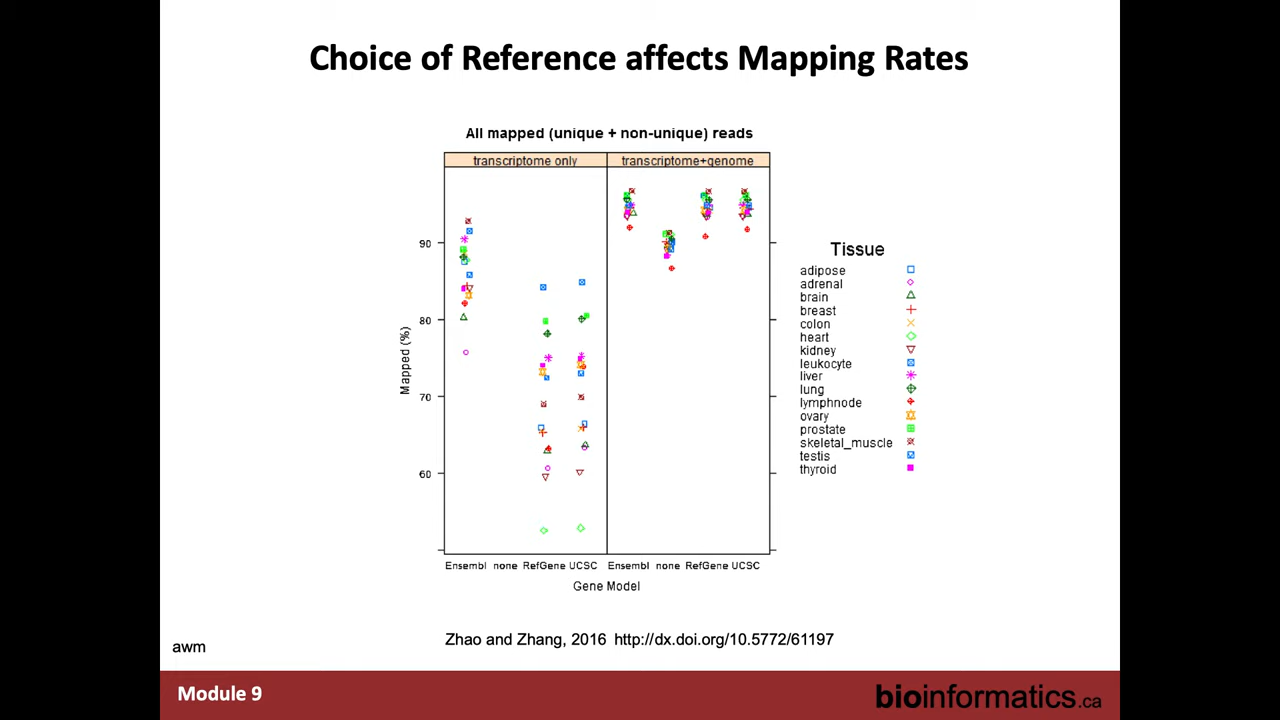 Choice of Reference affects Mapping Rates
All mapped (unique + non-unique) reads
transcriptome only
transcriptome+genome
90
80
70
60
Mapped (%)
Ensembl none RefGene UCSC
Ensembl none RefGene UCSC
Gene Model
Tissue
adipose
adrenal
brain
breast
colon
heart
kidney
leukocyte
liver
lung
lymphnode
ovary
prostate
skeletal_muscle
testis
thyroid
Zhao and Zhang, 2016 http://dx.doi.org/10.5772/61197
awm
Module 9
bioinformatics.ca